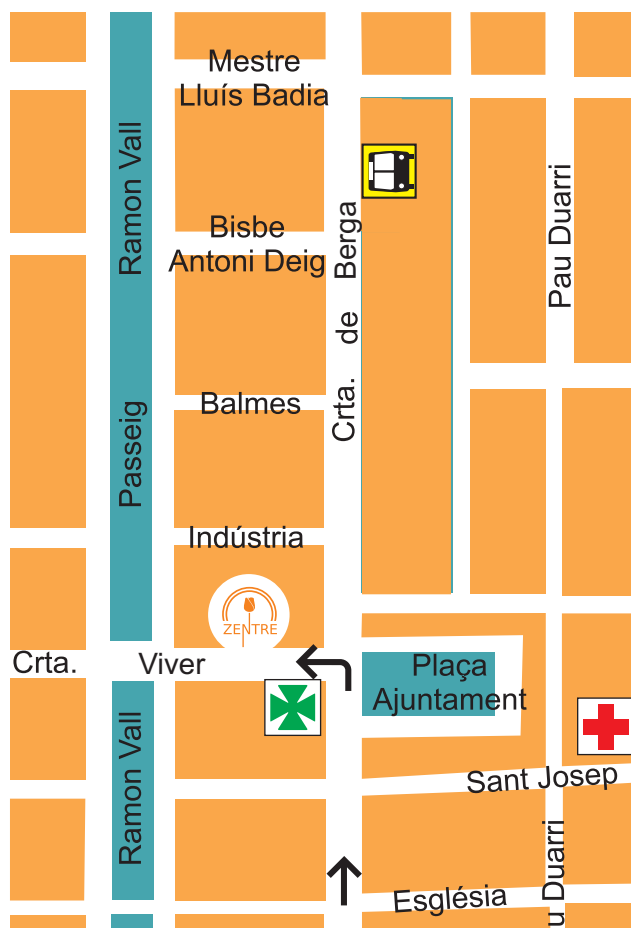 Mestre
Lluís Badia
Ramon Vall
Bisbe
Antoni Deig
Crta. de Berga
Pau Duarri
Passeig
Balmes
Indústria
ZENTRE
Crta. Viver
Plaça
Ajuntament
Ramon Vall
Sant Josep
Església
u Duarri